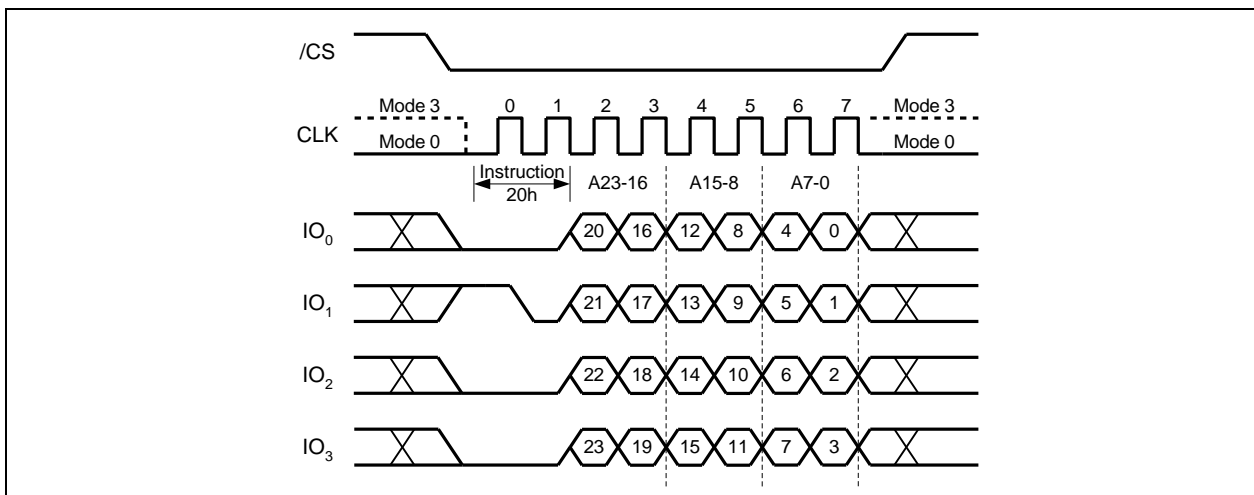 /CS
Mode 3 0 1 2 3 4 5 6 7 Mode 3
CLK
Mode 0 Mode 0
Instruction A23-16 A15-8 A7-0
20h
IO0 20 16 12 8 4 0
IO1 21 17 13 9 5 1
IO2 22 18 14 10 6 2
IO3 23 19 15 11 7 3